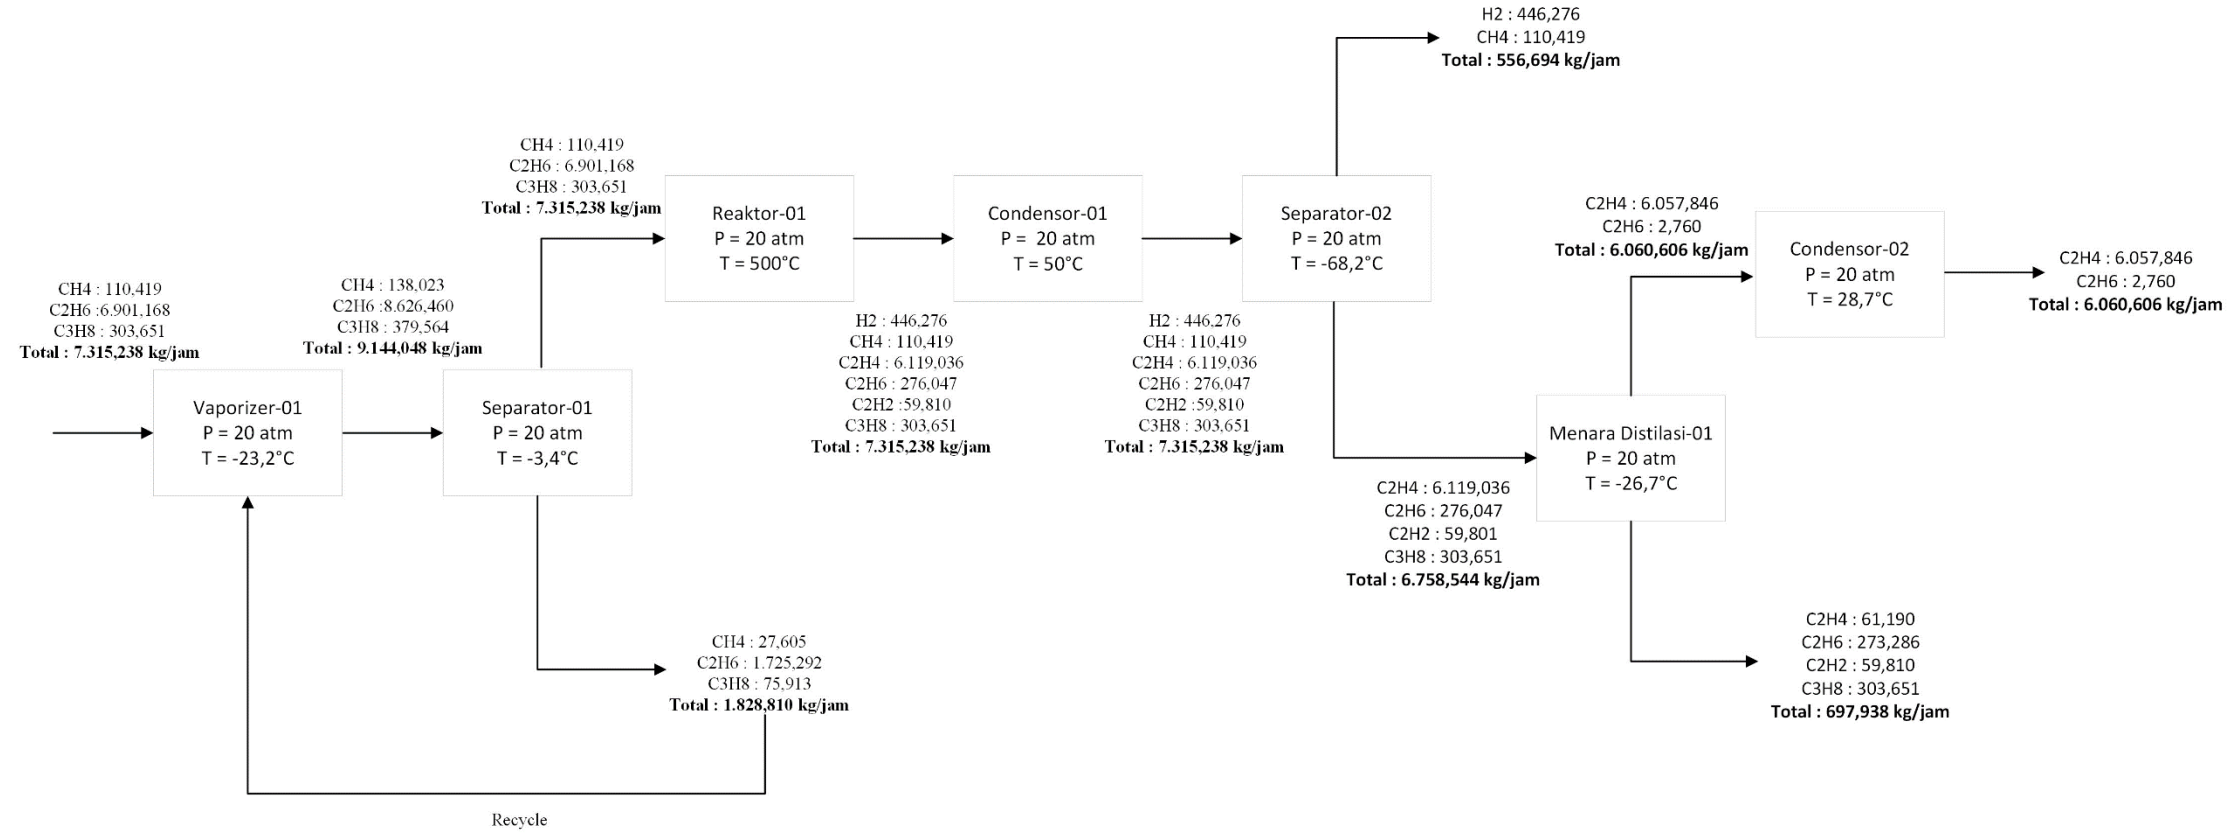 H2 : 446,276
CH4 : 110,419
Total : 556,694 kg/jam
CH4 : 110,419
C2H6 : 6.901,168
C3H8 : 303,651
Total : 7.315,238 kg/jam
Reaktor-01
P = 20 atm
T = 500°C
Condensor-01
P = 20 atm
T = 50°C
Separator-02
P = 20 atm
T = -68,2°C
C2H4 : 6.057,846
C2H6 : 2,760
Total : 6.060,606 kg/jam
Condensor-02
P = 20 atm
T = 28,7°C
C2H4 : 6.057,846
C2H6 : 2,760
Total : 6.060,606 kg/jam
CH4 : 110,419
C2H6 :6.901,168
C3H8 : 303,651
Total : 7.315,238 kg/jam
CH4 : 138,023
C2H6 :8.626,460
C3H8 : 379,564
Total : 9.144,048 kg/jam
H2 : 446,276
CH4 : 110,419
C2H4 : 6.119,036
C2H6 : 276,047
C2H2 :59,810
C3H8 : 303,651
Total : 7.315,238 kg/jam
H2 : 446,276
CH4 : 110,419
C2H4 : 6.119,036
C2H6 : 276,047
C2H2 :59,810
C3H8 : 303,651
Total : 7.315,238 kg/jam
Vaporizer-01
P = 20 atm
T = -23,2°C
Separator-01
P = 20 atm
T = -3,4°C
Menara Distilasi-01
P = 20 atm
T = -26,7°C
C2H4 : 6.119,036
C2H6 : 276,047
C2H2 : 59,801
C3H8 : 303,651
Total : 6.758,544 kg/jam
CH4 : 27,605
C2H6 : 1.725,292
C3H8 : 75,913
Total : 1.828,810 kg/jam
C2H4 : 61,190
C2H6 : 273,286
C2H2 : 59,810
C3H8 : 303,651
Total : 697,938 kg/jam
Recycle